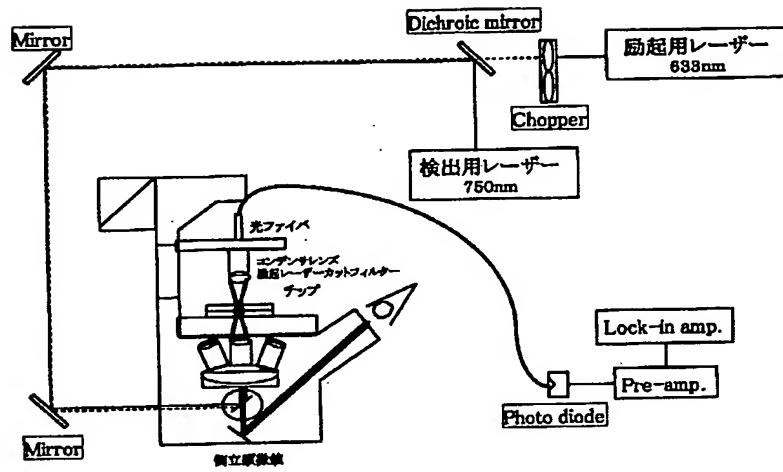 Dichroic mirror
Mirror
励起用レーザー
633nm
Chopper
検出用レーザー
750nm
光ファイバ
コンデンサレンズ
励起レーザーカットフィルター
チップ
Lock-in amp.
Pre-amp.
Photo diode
Mirror
倒立顕微鏡